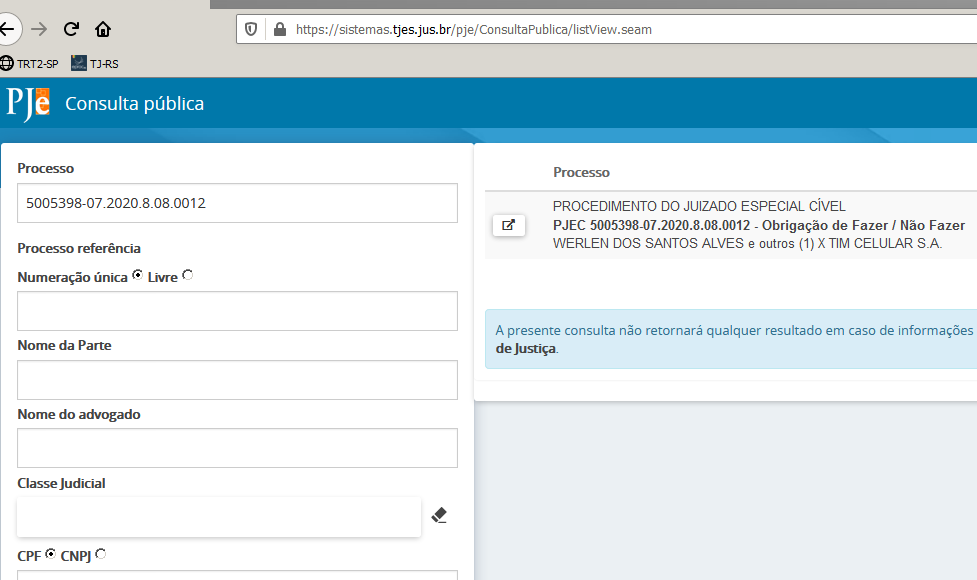 https://sistemas.tjes.jus.br/pje/ConsultaPublica/listView.seam
TRT2-SP TJ-RS
PJe Consulta pública
Processo
5005398-07.2020.8.08.0012
Processo referência
Numeração única Livre
Nome da Parte
Nome do advogado
Classe Judicial
CPF CNPJ
Processo
PROCEDIMENTO DO JUIZADO ESPECIAL CÍVEL
PJEC 5005398-07.2020.8.08.0012 - Obrigação de Fazer / Não Fazer
WERLEN DOS SANTOS ALVES e outros (1) X TIM CELULAR S.A.
A presente consulta não retornará qualquer resultado em caso de informações
de Justiça.